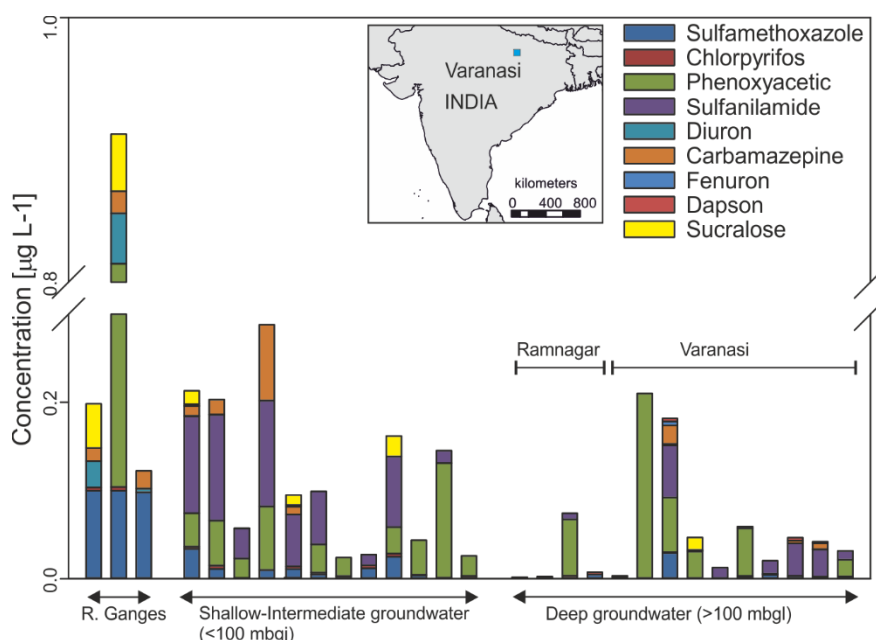 1.0
0.8
0.2
0.0
Concentration [µg L-1]
Varanasi
INDIA
kilometers
0 400 800
Sulfamethoxazole
Chlorpyrifos
Phenoxyacetic
Sulfanilamide
Diuron
Carbamazepine
Fenuron
Dapson
Sucralose
Ramnagar
Varanasi
R. Ganges
Shallow-Intermediate groundwater
(<100 mbgl)
Deep groundwater (>100 mbgl)